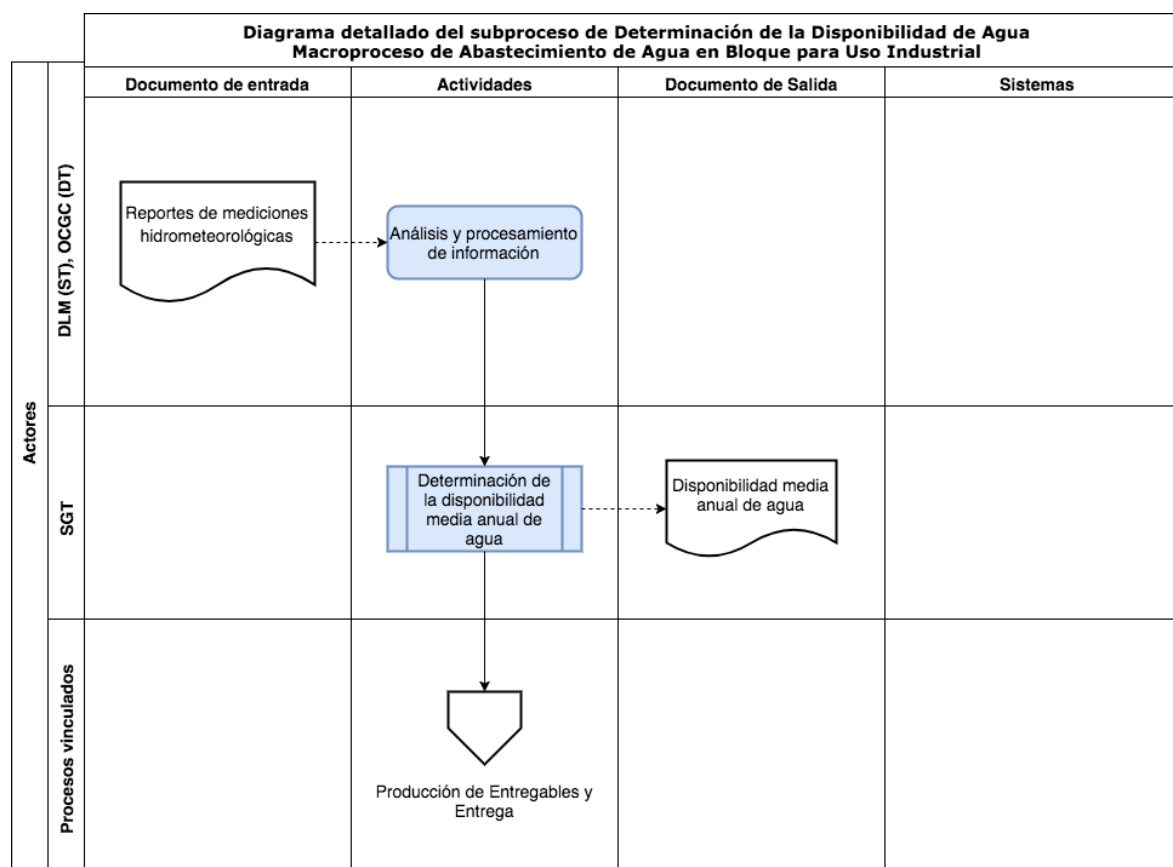 Diagrama detallado del subproceso de Determinación de la Disponibilidad de Agua
Macroproceso de Abastecimiento de Agua en Bloque para Uso Industrial
Documento de entrada
Actividades
Documento de Salida
Sistemas
Actores
DLM (ST), OCGC (DT)
Reportes de mediciones
hidrometeorológicas
Análisis y procesamiento
de información
SGT
Determinación de
la disponibilidad
media anual de
agua
Disponibilidad media
anual de agua
Procesos vinculados
Producción de Entregables y
Entrega